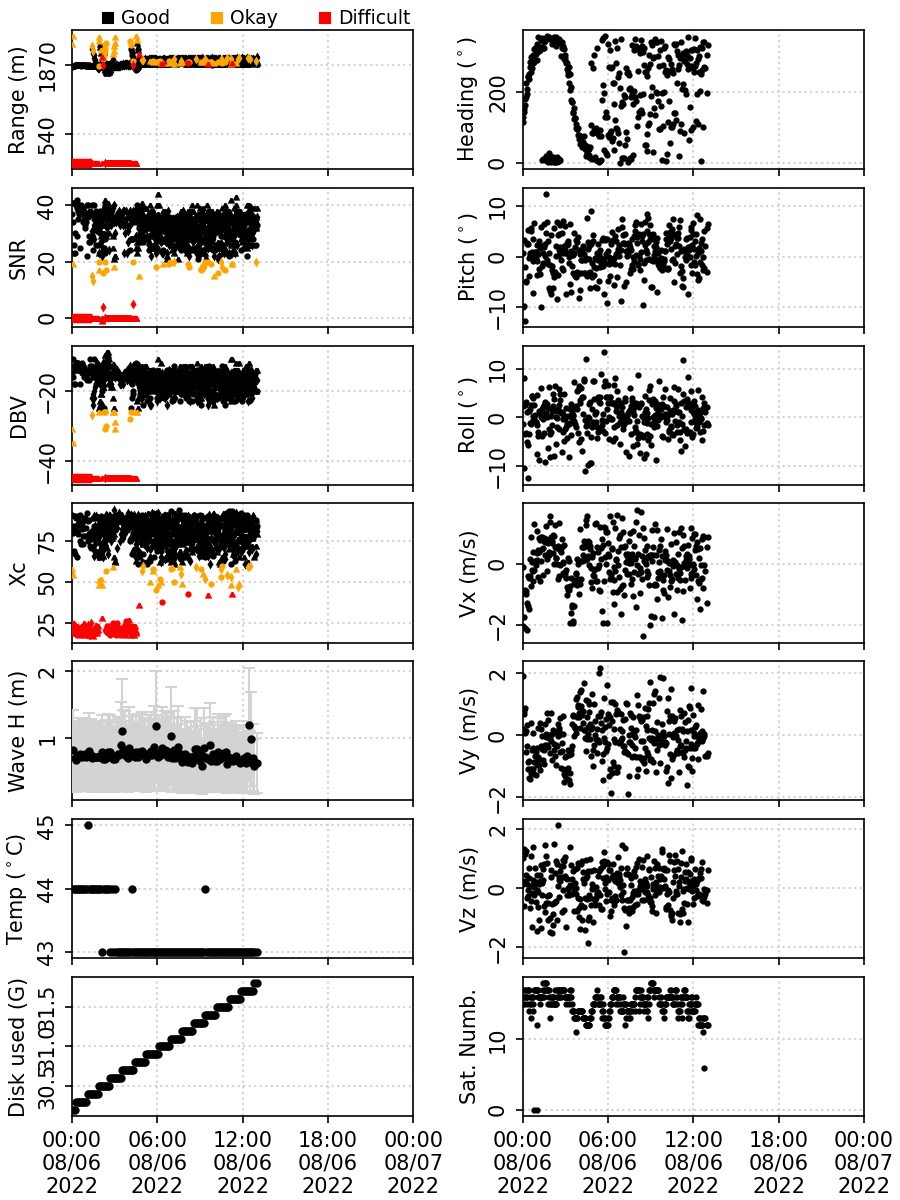 Good Okay Difficult
Range (m) 1870 540
Heading (°) 200 0
SNR 40 20 0
Pitch (°) 10 0 −10
DBV −20 −40
Roll (°) 10 0 −10
Xc 75 50 25
Vx (m/s) 0 −2
Wave H (m) 2 1
Vy (m/s) 2 0 −2
Temp (°C) 45 44 43
Vz (m/s) 2 0 −2
Disk used (G) 31.5 31.0 30.5
Sat. Numb. 10 0
00:00 06:00 12:00 18:00 00:00 00:00 06:00 12:00 18:00 00:00
08/06 08/06 08/06 08/06 08/07 08/06 08/06 08/06 08/06 08/07
2022 2022 2022 2022 2022 2022 2022 2022 2022 2022